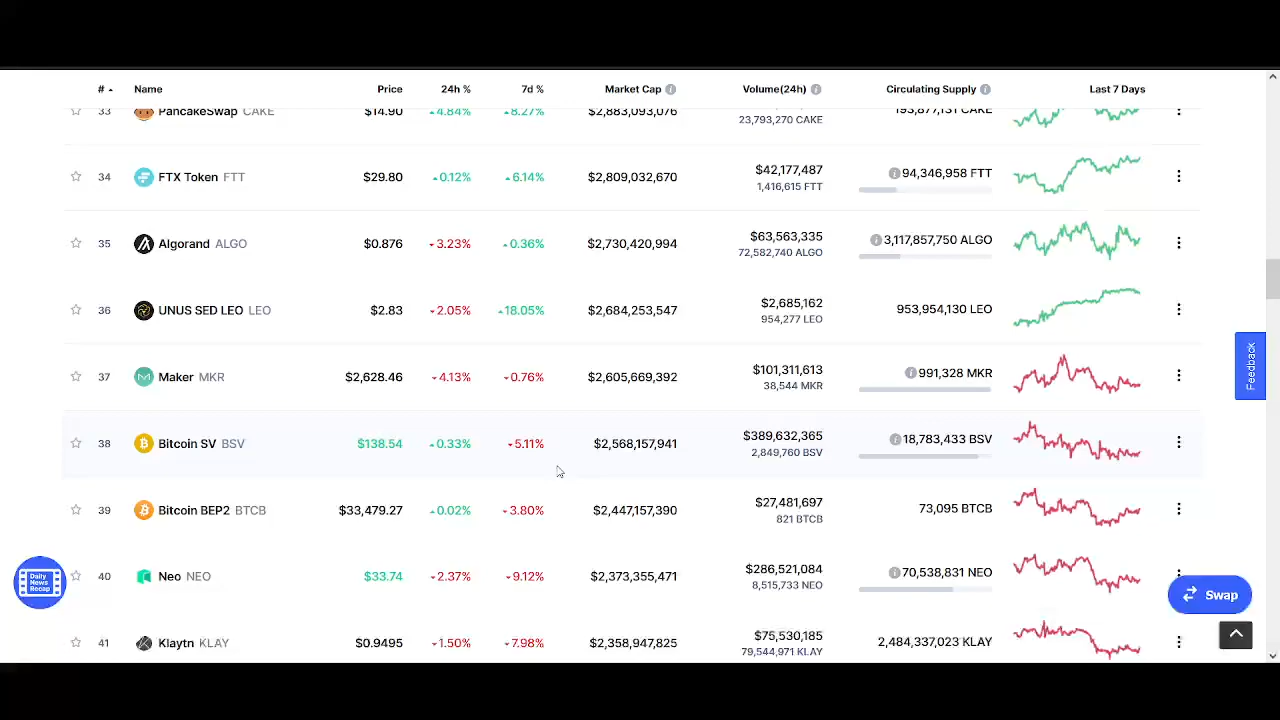 # Name Price 24h % 7d % Market Cap Volume(24h) Circulating Supply Last 7 Days
33 PancakeSwap CAKE $14.90 4.84% 8.27% $2,883,093,076 193,877,131 CAKE
23,793,270 CAKE
34 FTX Token FTT $29.80 0.12% 6.14% $2,809,032,670 $42,177,487 94,346,958 FTT
1,416,615 FTT
35 Algorand ALGO $0.876 3.23% 0.36% $2,730,420,994 $63,563,335 3,117,857,750 ALGO
72,582,740 ALGO
36 UNUS SED LEO LEO $2.83 2.05% 18.05% $2,684,253,547 $2,685,162 953,954,130 LEO
954,277 LEO
37 Maker MKR $2,628.46 4.13% 0.76% $2,605,669,392 $101,311,613 991,328 MKR
38,544 MKR
Feedback
38 Bitcoin SV BSV $138.54 0.33% 5.11% $2,568,157,941 $389,632,365 18,783,433 BSV
2,849,760 BSV
39 Bitcoin BEP2 BTCB $33,479.27 0.02% 3.80% $2,447,157,390 $27,481,697 73,095 BTCB
821 BTCB
40 Neo NEO $33.74 2.37% 9.12% $2,373,355,471 $286,521,084 70,538,831 NEO
8,515,733 NEO
Daily
News
Recap
Swap
41 Klaytn KLAY $0.9495 1.50% 7.98% $2,358,947,825 $75,530,185 2,484,337,023 KLAY
79,544,971 KLAY